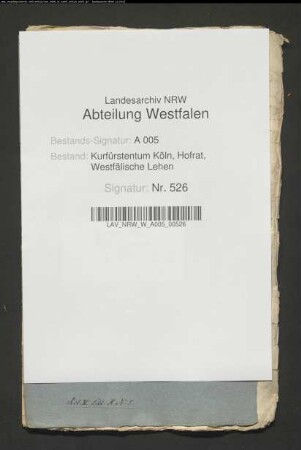 Landesarchiv NRW
Abteilung Westfalen
Bestands-Signatur: A 005
Bestand: Kurfürstentum Köln, Hofrat,
Westfälische Lehen
Signatur: Nr. 526
LAV_NRW_W_A005_00526